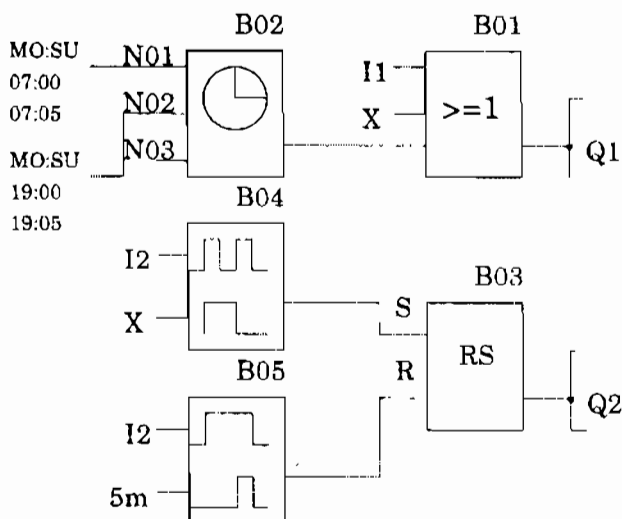 B02
B01
MO:SU
07:00
07:05
N01
N02
N03
MO:SU
19:00
19:05
I1
X
>=1
Q1
B04
I2
X
B03
S
R
RS
Q2
B05
I2
5m